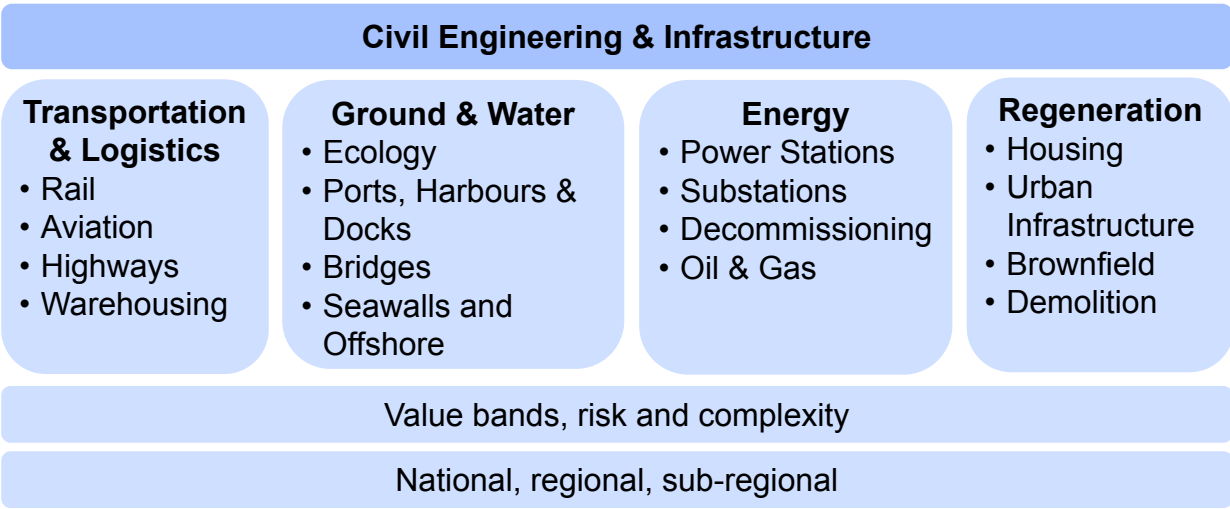 Civil Engineering & Infrastructure
Transportation
& Logistics
• Rail
• Aviation
• Highways
• Warehousing
Ground & Water
• Ecology
• Ports, Harbours &
Docks
• Bridges
• Seawalls and
Offshore
Energy
• Power Stations
• Substations
• Decommissioning
• Oil & Gas
Regeneration
• Housing
• Urban
Infrastructure
• Brownfield
• Demolition
Value bands, risk and complexity
National, regional, sub-regional